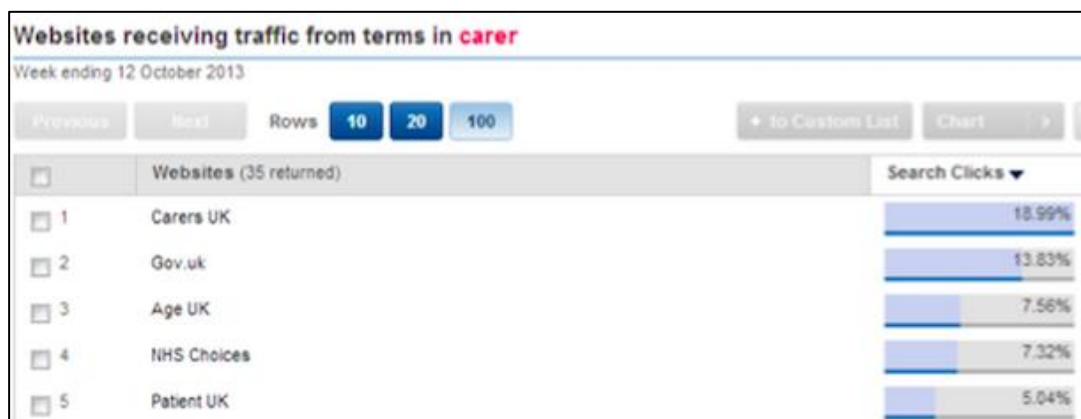 Websites receiving traffic from terms in carer
Week ending 12 October 2013
Previous Next Rows 10 20 100 + to Custom List Chart
Websites (35 returned) Search Clicks
1 Carers UK 18.99%
2 Gov.uk 13.83%
3 Age UK 7.56%
4 NHS Choices 7.32%
5 Patient UK 5.04%